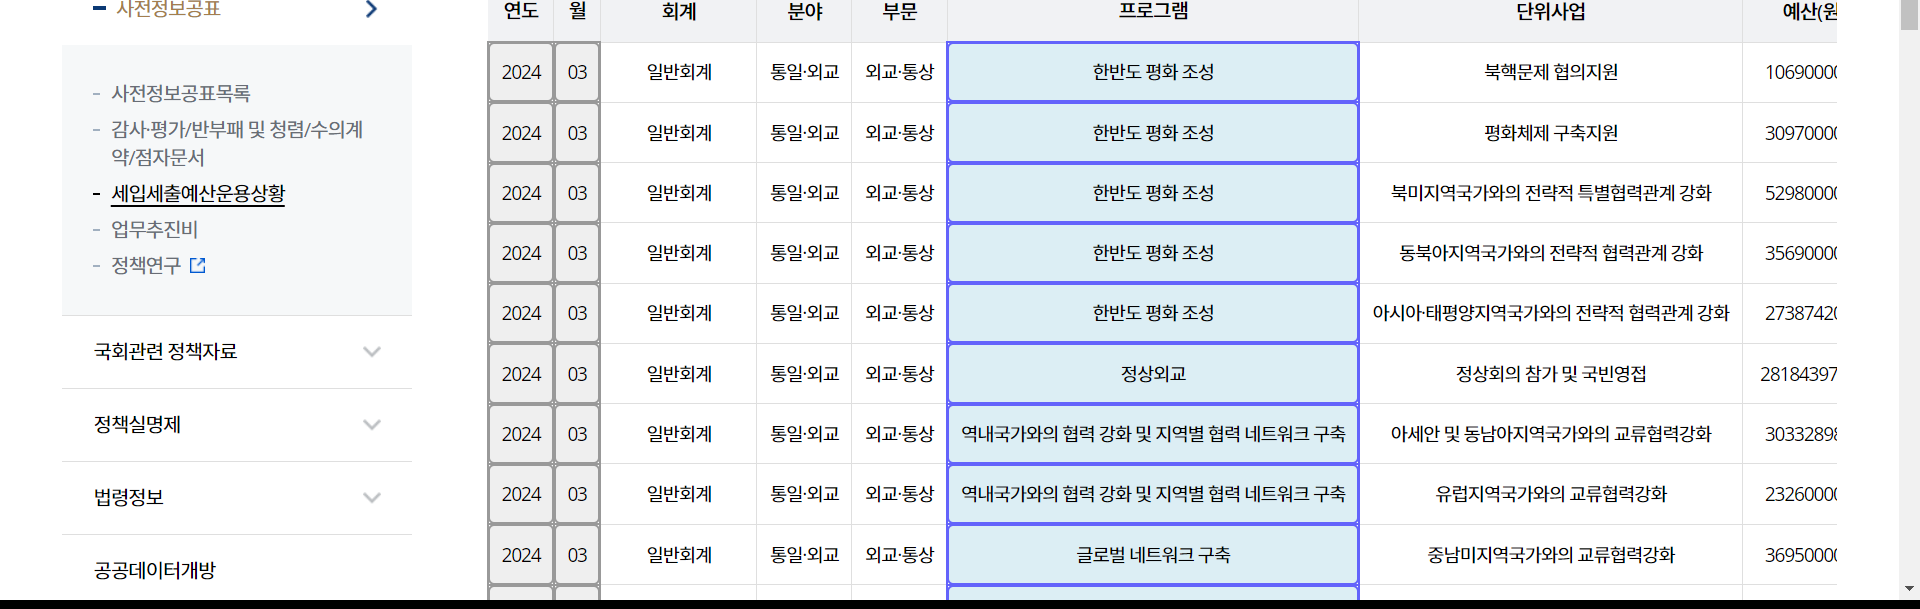 사전정보공표
- 사전정보공표목록
- 감사·평가/반부패 및 청렴/수의계
약/점자문서
- 세입세출예산운용상황
- 업무추진비
- 정책연구
국회관련 정책자료
정책실명제
법령정보
공공데이터개방
연도 월 회계 분야 부문 프로그램 단위사업 예산(원
2024 03 일반회계 통일·외교 외교·통상 한반도 평화 조성 북핵문제 협의지원 10690000
2024 03 일반회계 통일·외교 외교·통상 한반도 평화 조성 평화체제 구축지원 30970000
2024 03 일반회계 통일·외교 외교·통상 한반도 평화 조성 북미지역국가와의 전략적 특별협력관계 강화 52980000
2024 03 일반회계 통일·외교 외교·통상 한반도 평화 조성 동북아지역국가와의 전략적 협력관계 강화 35690000
2024 03 일반회계 통일·외교 외교·통상 한반도 평화 조성 아시아·태평양지역국가와의 전략적 협력관계 강화 27387420
2024 03 일반회계 통일·외교 외교·통상 정상외교 정상회의 참가 및 국빈영접 28184397
2024 03 일반회계 통일·외교 외교·통상 역내국가와의 협력 강화 및 지역별 협력 네트워크 구축 아세안 및 동남아지역국가와의 교류협력강화 30332898
2024 03 일반회계 통일·외교 외교·통상 역내국가와의 협력 강화 및 지역별 협력 네트워크 구축 유럽지역국가와의 교류협력강화 23260000
2024 03 일반회계 통일·외교 외교·통상 글로벌 네트워크 구축 중남미지역국가와의 교류협력강화 36950000